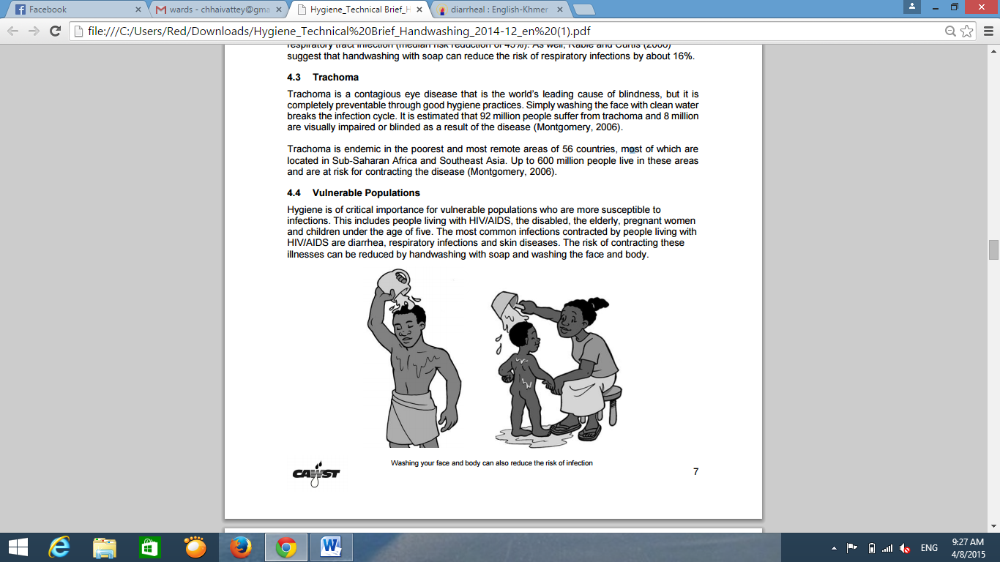 Facebook
wards - chhaivattey@gma
Hygiene_Technical Brief_H
diarrheal : English-Khmer
file:///C:/Users/Red/Downloads/Hygiene_Technical%20Brief_Handwashing_2014-12_en%20(1).pdf
respiratory tract infection (median risk reduction of 45%). As well, Rabie and Curtis (2006)
suggest that handwashing with soap can reduce the risk of respiratory infections by about 16%.
4.3 Trachoma
Trachoma is a contagious eye disease that is the world's leading cause of blindness, but it is
completely preventable through good hygiene practices. Simply washing the face with clean water
breaks the infection cycle. It is estimated that 92 million people suffer from trachoma and 8 million
are visually impaired or blinded as a result of the disease (Montgomery, 2006).
Trachoma is endemic in the poorest and most remote areas of 56 countries, most of which are
located in Sub-Saharan Africa and Southeast Asia. Up to 600 million people live in these areas
and are at risk for contracting the disease (Montgomery, 2006).
4.4 Vulnerable Populations
Hygiene is of critical importance for vulnerable populations who are more susceptible to
infections. This includes people living with HIV/AIDS, the disabled, the elderly, pregnant women
and children under the age of five. The most common infections contracted by people living with
HIV/AIDS are diarrhea, respiratory infections and skin diseases. The risk of contracting these
illnesses can be reduced by handwashing with soap and washing the face and body.
Washing your face and body can also reduce the risk of infection
CAWST
7
ENG
9:27 AM
4/8/2015